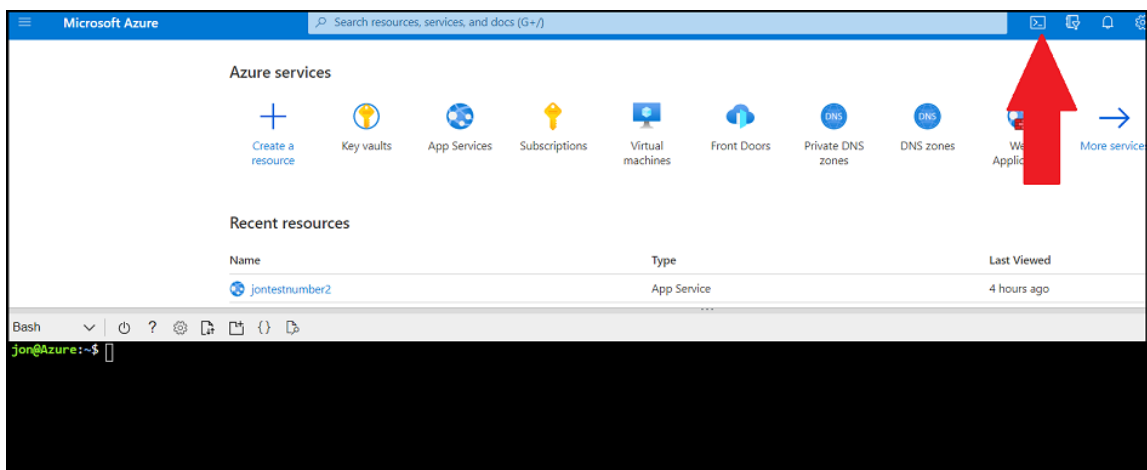 Microsoft Azure
Search resources, services, and docs (G+/)
Azure services
Create a resource
Key vaults
App Services
Subscriptions
Virtual machines
Front Doors
DNS
Private DNS zones
DNS
DNS zones
More service
Recent resources
Name Type Last Viewed
jontestnumber2 App Service 4 hours ago
Bash ? {}
jon@Azure:~$